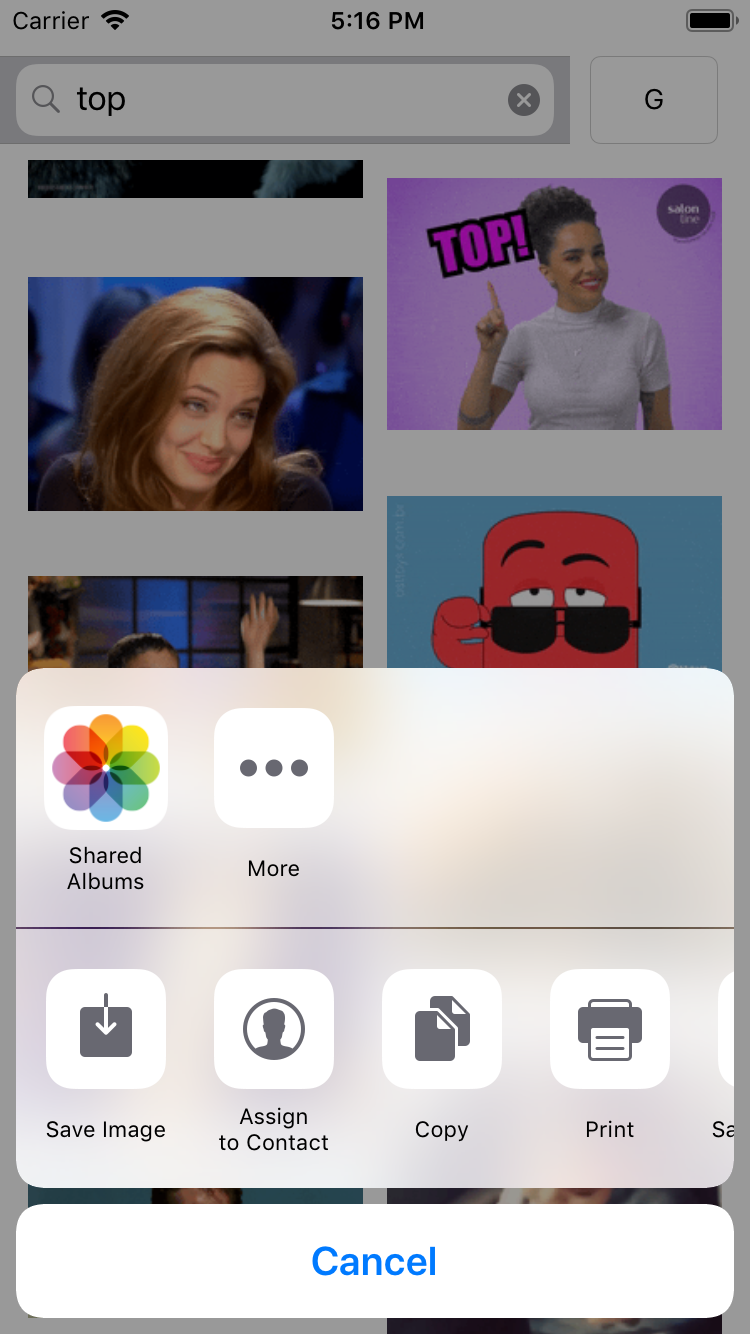 Carrier
5:16 PM
top
G
TOP!
salon
line
Shared
Albums
More
Save Image
Assign
to Contact
Copy
Print
Sa
Cancel